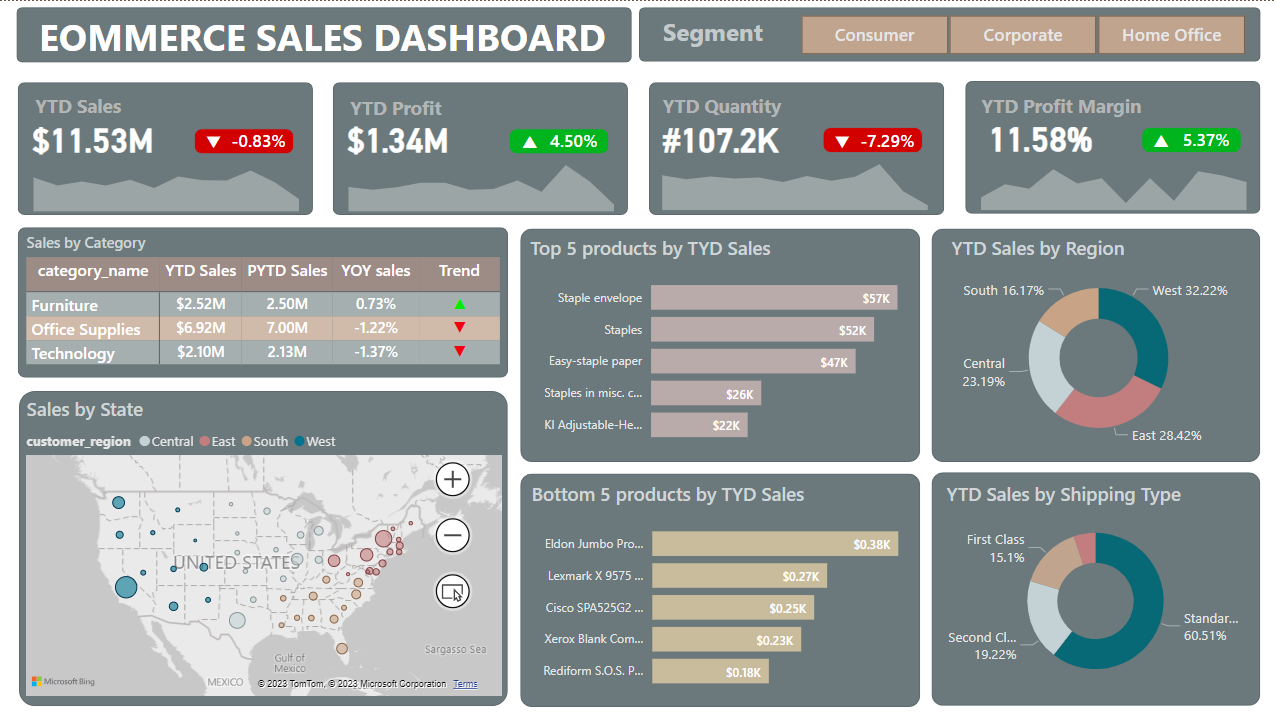 EOMMERCE SALES DASHBOARD
Segment
Consumer
Corporate
Home Office
YTD Sales
$11.53M
▼ -0.83%
YTD Profit
$1.34M
▲ 4.50%
YTD Quantity
#107.2K
▼ -7.29%
YTD Profit Margin
11.58%
▲ 5.37%
Sales by Category
category_name YTD Sales PYTD Sales YOY sales Trend
Furniture $2.52M 2.50M 0.73% ▲
Office Supplies $6.92M 7.00M -1.22% ▼
Technology $2.10M 2.13M -1.37% ▼
Top 5 products by TYD Sales
Staple envelope $57K
Staples $52K
Easy-staple paper $47K
Staples in misc. c... $26K
KI Adjustable-He... $22K
YTD Sales by Region
South 16.17%
West 32.22%
Central
23.19%
East 28.42%
Sales by State
customer_region Central East South West
UNITED STATES
Sargasso Sea
Gulf of
Mexico
MEXICO
Microsoft Bing
© 2023 TomTom, © 2023 Microsoft Corporation Terms
Bottom 5 products by TYD Sales
Eldon Jumbo Pro... $0.38K
Lexmark X 9575 ... $0.27K
Cisco SPA525G2 ... $0.25K
Xerox Blank Com... $0.23K
Rediform S.O.S. P... $0.18K
YTD Sales by Shipping Type
First Class
15.1%
Standar...
60.51%
Second Cl...
19.22%